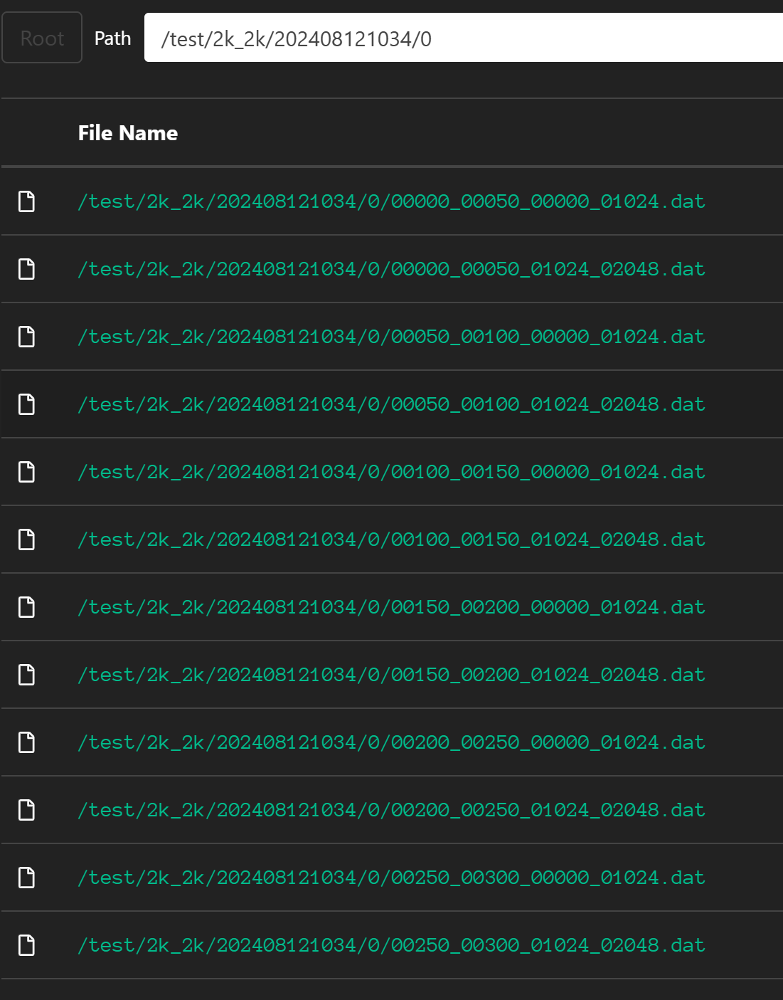 Root Path /test/2k_2k/202408121034/0
File Name
/test/2k_2k/202408121034/0/00000_00050_00000_01024.dat
/test/2k_2k/202408121034/0/00000_00050_01024_02048.dat
/test/2k_2k/202408121034/0/00050_00100_00000_01024.dat
/test/2k_2k/202408121034/0/00050_00100_01024_02048.dat
/test/2k_2k/202408121034/0/00100_00150_00000_01024.dat
/test/2k_2k/202408121034/0/00100_00150_01024_02048.dat
/test/2k_2k/202408121034/0/00150_00200_00000_01024.dat
/test/2k_2k/202408121034/0/00150_00200_01024_02048.dat
/test/2k_2k/202408121034/0/00200_00250_00000_01024.dat
/test/2k_2k/202408121034/0/00200_00250_01024_02048.dat
/test/2k_2k/202408121034/0/00250_00300_00000_01024.dat
/test/2k_2k/202408121034/0/00250_00300_01024_02048.dat